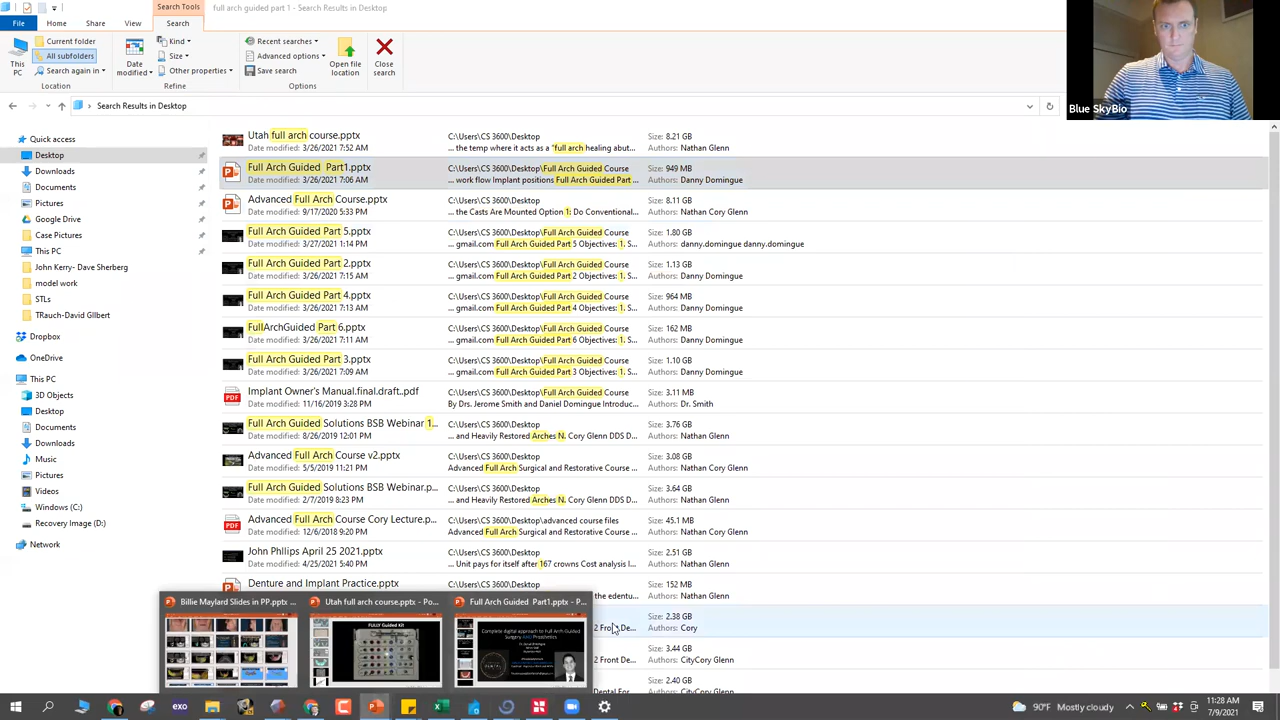 Search Tools
full arch guided part 1 - Search Results in Desktop
File
Home
Share
View
Search
This PC
Current folder
All subfolders
Search again in
Date modified
Kind
Size
Other properties
Recent searches
Advanced options
Save search
Open file location
Close search
Location
Refine
Options
Blue SkyBio
Search Results in Desktop
Quick access
Desktop
Downloads
Documents
Pictures
Google Drive
Case Pictures
This PC
John Kerry- Dave Sherberg
model work
STLs
TRauch-David GIlbert
Dropbox
OneDrive
This PC
3D Objects
Desktop
Documents
Downloads
Music
Pictures
Videos
Windows (C:)
Recovery Image (D:)
Network
Utah full arch course.pptx C:\Users\CS 3600\Desktop Size: 8.21 GB
Date modified: 3/26/2021 7:52 AM the temp where it acts as a "full arch healing abut... Authors: Nathan Glenn
Full Arch Guided  Part1.pptx C:\Users\CS 3600\Desktop\Full Arch Guided Course Size: 949 MB
Date modified: 3/26/2021 7:06 AM ... work flow Implant positions Full Arch Guided Part ... Authors: Danny Domingue
Advanced Full Arch Course.pptx C:\Users\CS 3600\Desktop Size: 8.11 GB
Date modified: 9/17/2020 5:33 PM ... the Casts Are Mounted Option 1: Do Conventional... Authors: Nathan Cory Glenn
Full Arch Guided Part 5.pptx C:\Users\CS 3600\Desktop\Full Arch Guided Course Size: 1.80 GB
Date modified: 3/27/2021 1:14 PM ... gmail.com Full Arch Guided Part 5 Objectives: 1. S... Authors: danny.domingue danny.domingue
Full Arch Guided Part 2.pptx C:\Users\CS 3600\Desktop\Full Arch Guided Course Size: 1.13 GB
Date modified: 3/26/2021 7:15 AM ... gmail.com Full Arch Guided Part 2 Objectives: 1. S... Authors: Danny Domingue
Full Arch Guided Part 4.pptx C:\Users\CS 3600\Desktop\Full Arch Guided Course Size: 964 MB
Date modified: 3/26/2021 7:13 AM ... gmail.com Full Arch Guided Part 4 Objectives: 1. S... Authors: Danny Domingue
FullArchGuided Part 6.pptx C:\Users\CS 3600\Desktop\Full Arch Guided Course Size: 162 MB
Date modified: 3/26/2021 7:11 AM ... gmail.com Full Arch Guided Part 6 Objectives: 1. S... Authors: Danny Domingue
Full Arch Guided Part 3.pptx C:\Users\CS 3600\Desktop\Full Arch Guided Course Size: 1.10 GB
Date modified: 3/26/2021 7:09 AM ... gmail.com Full Arch Guided Part 3 Objectives: 1. S... Authors: Danny Domingue
Implant Owner's Manual.final.draft..pdf C:\Users\CS 3600\Desktop\Full Arch Guided Course Size: 3.11 MB
Date modified: 11/16/2019 3:28 PM By Drs. Jerome Smith and Daniel Domingue Introduc... Authors: Dr. Smith
Full Arch Guided Solutions BSB Webinar 1... C:\Users\CS 3600\Desktop Size: 3.76 GB
Date modified: 8/26/2019 12:01 PM ... and Heavily Restored Arches N. Cory Glenn DDS D... Authors: Nathan Glenn
Advanced Full Arch Course v2.pptx C:\Users\CS 3600\Desktop Size: 3.08 GB
Date modified: 5/5/2019 11:21 PM Advanced Full Arch Surgical and Restorative Course ... Authors: Nathan Cory Glenn
Full Arch Guided Solutions BSB Webinar.p... C:\Users\CS 3600\Desktop Size: 3.64 GB
Date modified: 2/7/2019 8:23 PM ... and Heavily Restored Arches N. Cory Glenn DDS D... Authors: Nathan Glenn
Advanced Full Arch Course Cory Lecture.p... C:\Users\CS 3600\Desktop\advanced course files Size: 45.1 MB
Date modified: 12/6/2018 9:20 PM Advanced Full Arch Surgical and Restorative Course ... Authors: Nathan Cory Glenn
John Phllips April 25 2021.pptx C:\Users\CS 3600\Desktop Size: 2.51 GB
Date modified: 4/25/2021 5:40 PM ... Unit pays for itself after 167 crowns Cost analysis I... Authors: Nathan Glenn
Denture and Implant Practice.pptx C:\Users\CS 3600\Desktop Size: 152 MB
the edentu... Authors: Nathan Glenn
Size: 2.38 GB
2 Fro De... Authors: Cory
Size: 3.44 GB
2 Front De... Authors: CityCory Glenn
Size: 2.40 GB
Dental For... Authors: CityCory Glenn
Billie Maylard Slides in PP.pptx ...
Utah full arch course.pptx - Po...
Full Arch Guided  Part1.pptx - P...
FULLY Guided Kit
Complete digital approach to Full Arch Guided
Surgery AND Prosthetics
exo
90°F Mostly cloudy
11:28 AM
7/9/2021